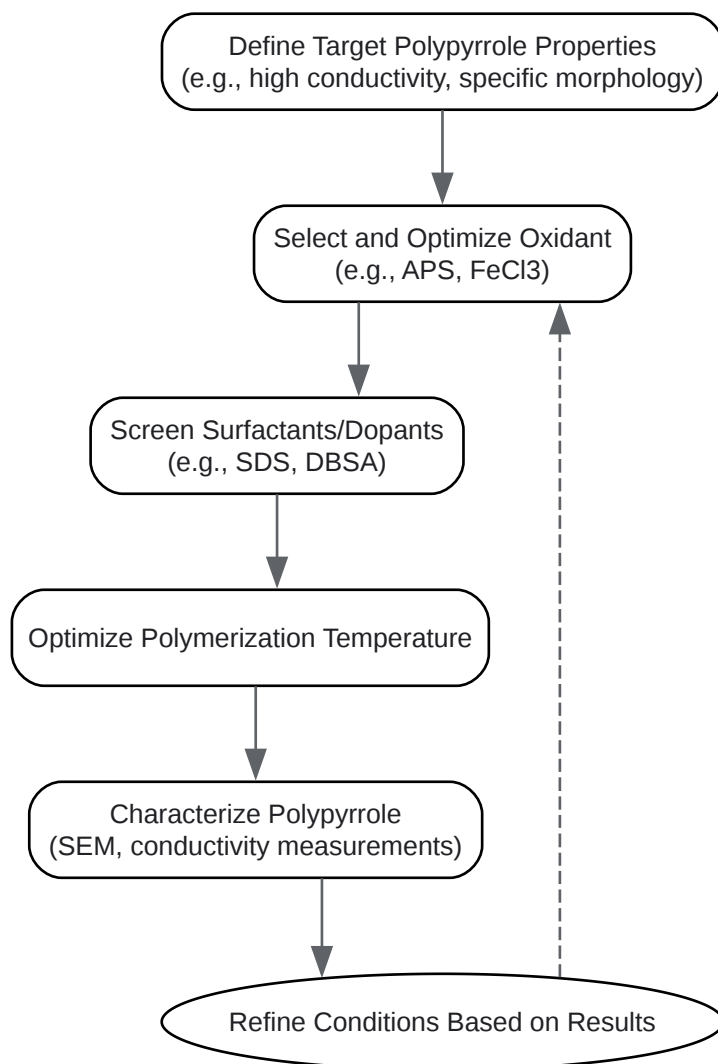 Define Target Polypyrrole Properties
(e.g., high conductivity, specific morphology)
Select and Optimize Oxidant
(e.g., APS, FeCl3)
Screen Surfactants/Dopants
(e.g., SDS, DBSA)
Optimize Polymerization Temperature
Characterize Polypyrrole
(SEM, conductivity measurements)
Refine Conditions Based on Results